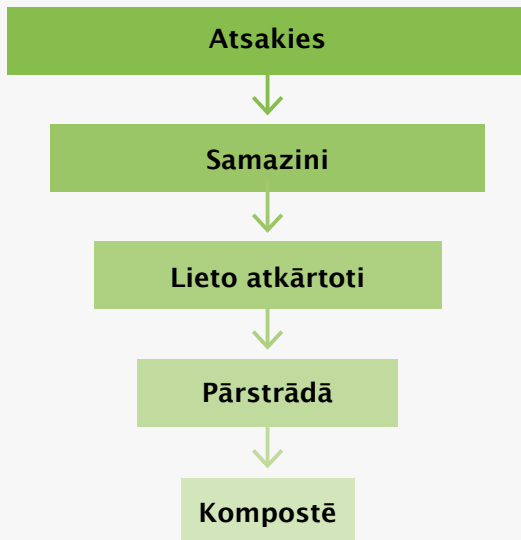 Atsakies
Samazini
Lieto atkārtoti
Pārstrādā
Kompostē